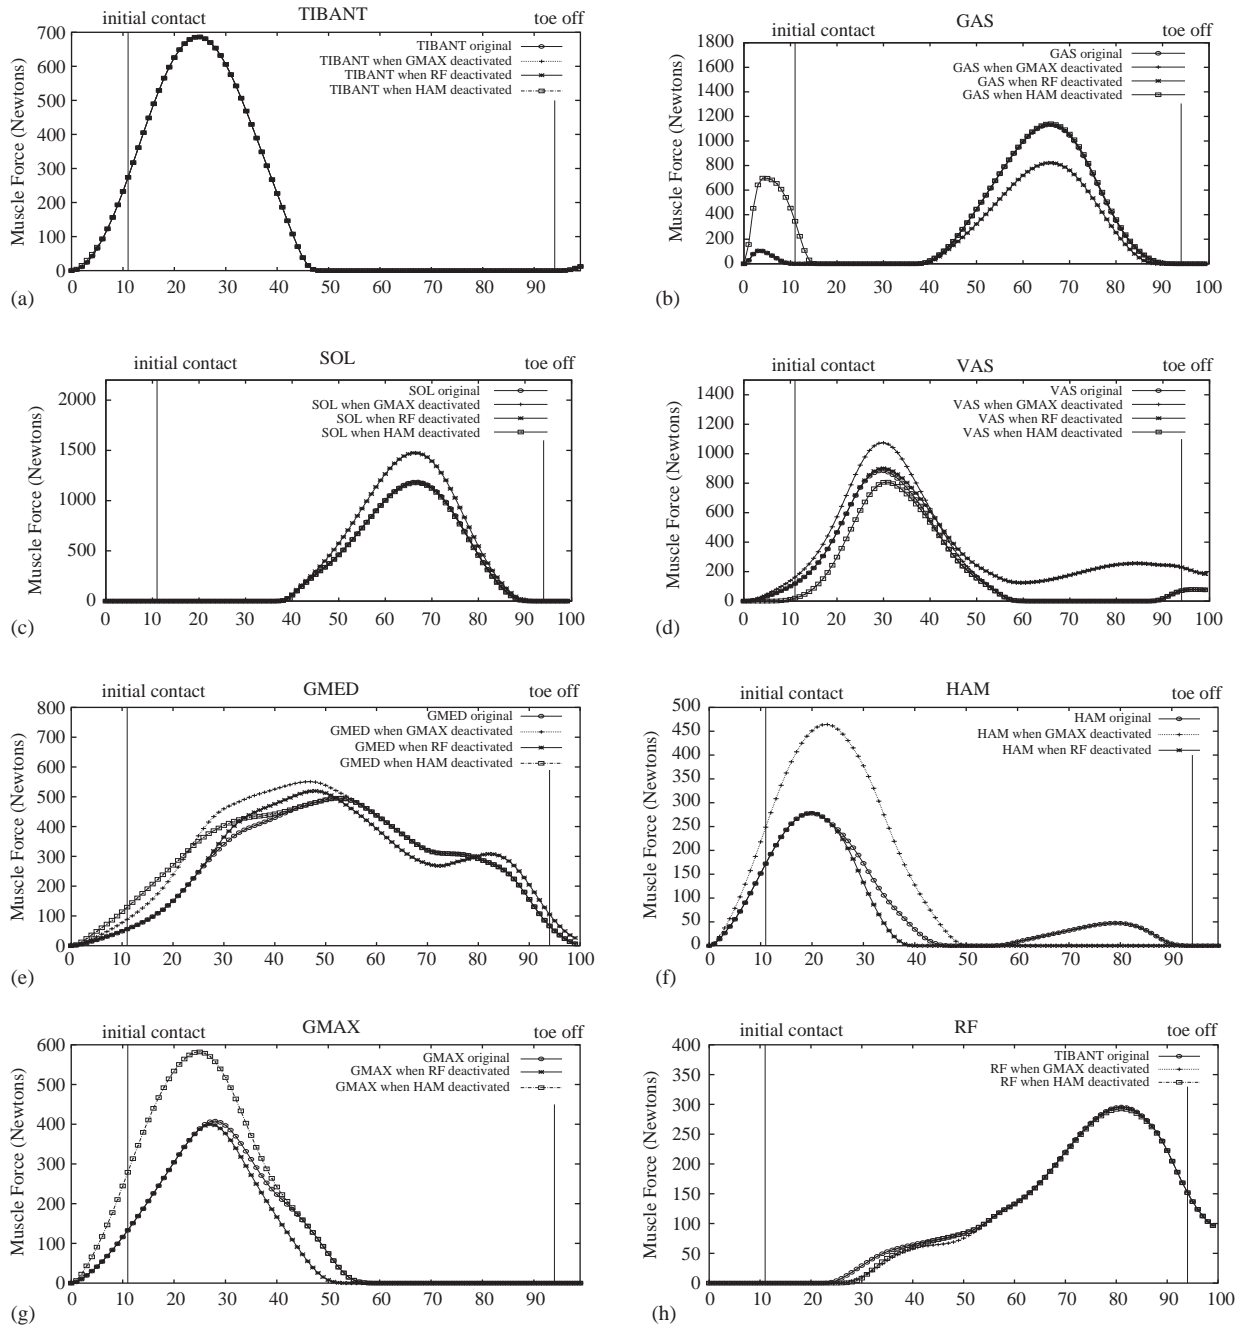 initial contact TIBANT toe off
TIBANT original
TIBANT when GMAX deactivated
TIBANT when RF deactivated
TIBANT when HAM deactivated
Muscle Force (Newtons)
700
600
500
400
300
200
100
0
0 10 20 30 40 50 60 70 80 90
(a)
initial contact GAS toe off
GAS original
GAS when GMAX deactivated
GAS when RF deactivated
GAS when HAM deactivated
Muscle Force (Newtons)
1800
1600
1400
1200
1000
800
600
400
200
0
0 10 20 30 40 50 60 70 80 90 100
(b)
initial contact SOL toe off
SOL original
SOL when GMAX deactivated
SOL when RF deactivated
SOL when HAM deactivated
Muscle Force (Newtons)
2000
1500
1000
500
0
0 10 20 30 40 50 60 70 80 90 100
(c)
initial contact VAS toe off
VAS original
VAS when GMAX deactivated
VAS when RF deactivated
VAS when HAM deactivated
Muscle Force (Newtons)
1400
1200
1000
800
600
400
200
0
0 10 20 30 40 50 60 70 80 90 100
(d)
initial contact GMED toe off
GMED original
GMED when GMAX deactivated
GMED when RF deactivated
GMED when HAM deactivated
Muscle Force (Newtons)
800
700
600
500
400
300
200
100
0
0 10 20 30 40 50 60 70 80 90 100
(e)
initial contact HAM toe off
HAM original
HAM when GMAX deactivated
HAM when RF deactivated
Muscle Force (Newtons)
500
450
400
350
300
250
200
150
100
50
0
0 10 20 30 40 50 60 70 80 90
(f)
initial contact GMAX toe off
GMAX original
GMAX when RF deactivated
GMAX when HAM deactivated
Muscle Force (Newtons)
600
500
400
300
200
100
0
0 10 20 30 40 50 60 70 80 90
(g)
initial contact RF toe off
TIBANT original
RF when GMAX deactivated
RF when HAM deactivated
Muscle Force (Newtons)
400
350
300
250
200
150
100
50
0
0 10 20 30 40 50 60 70 80 90 100
(h)